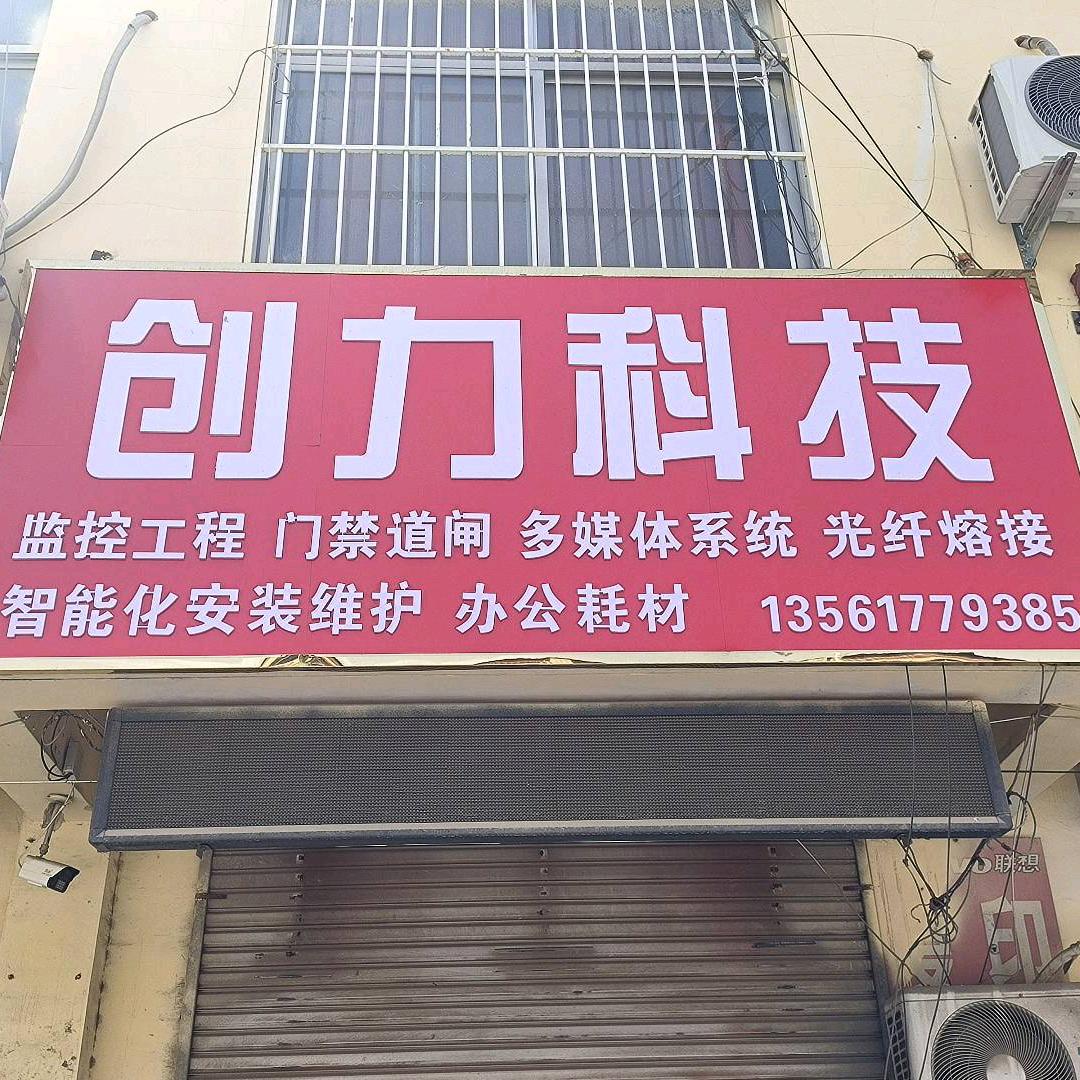 创力科技
监控工程 门禁道闸 多媒体系统 光纤熔接
智能化安装维护 办公耗材 13561779385
联想
印